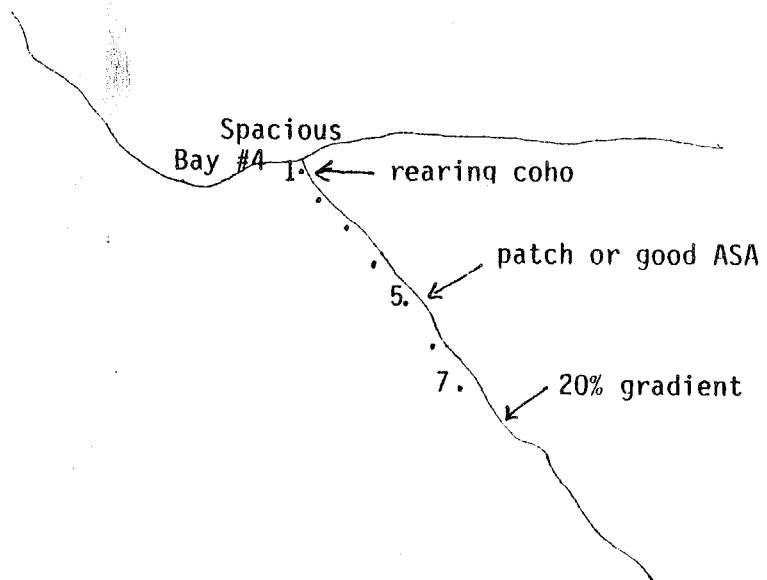 Spacious
Bay #4
1.
rearing coho
patch or good ASA
5.
7.
20% gradient